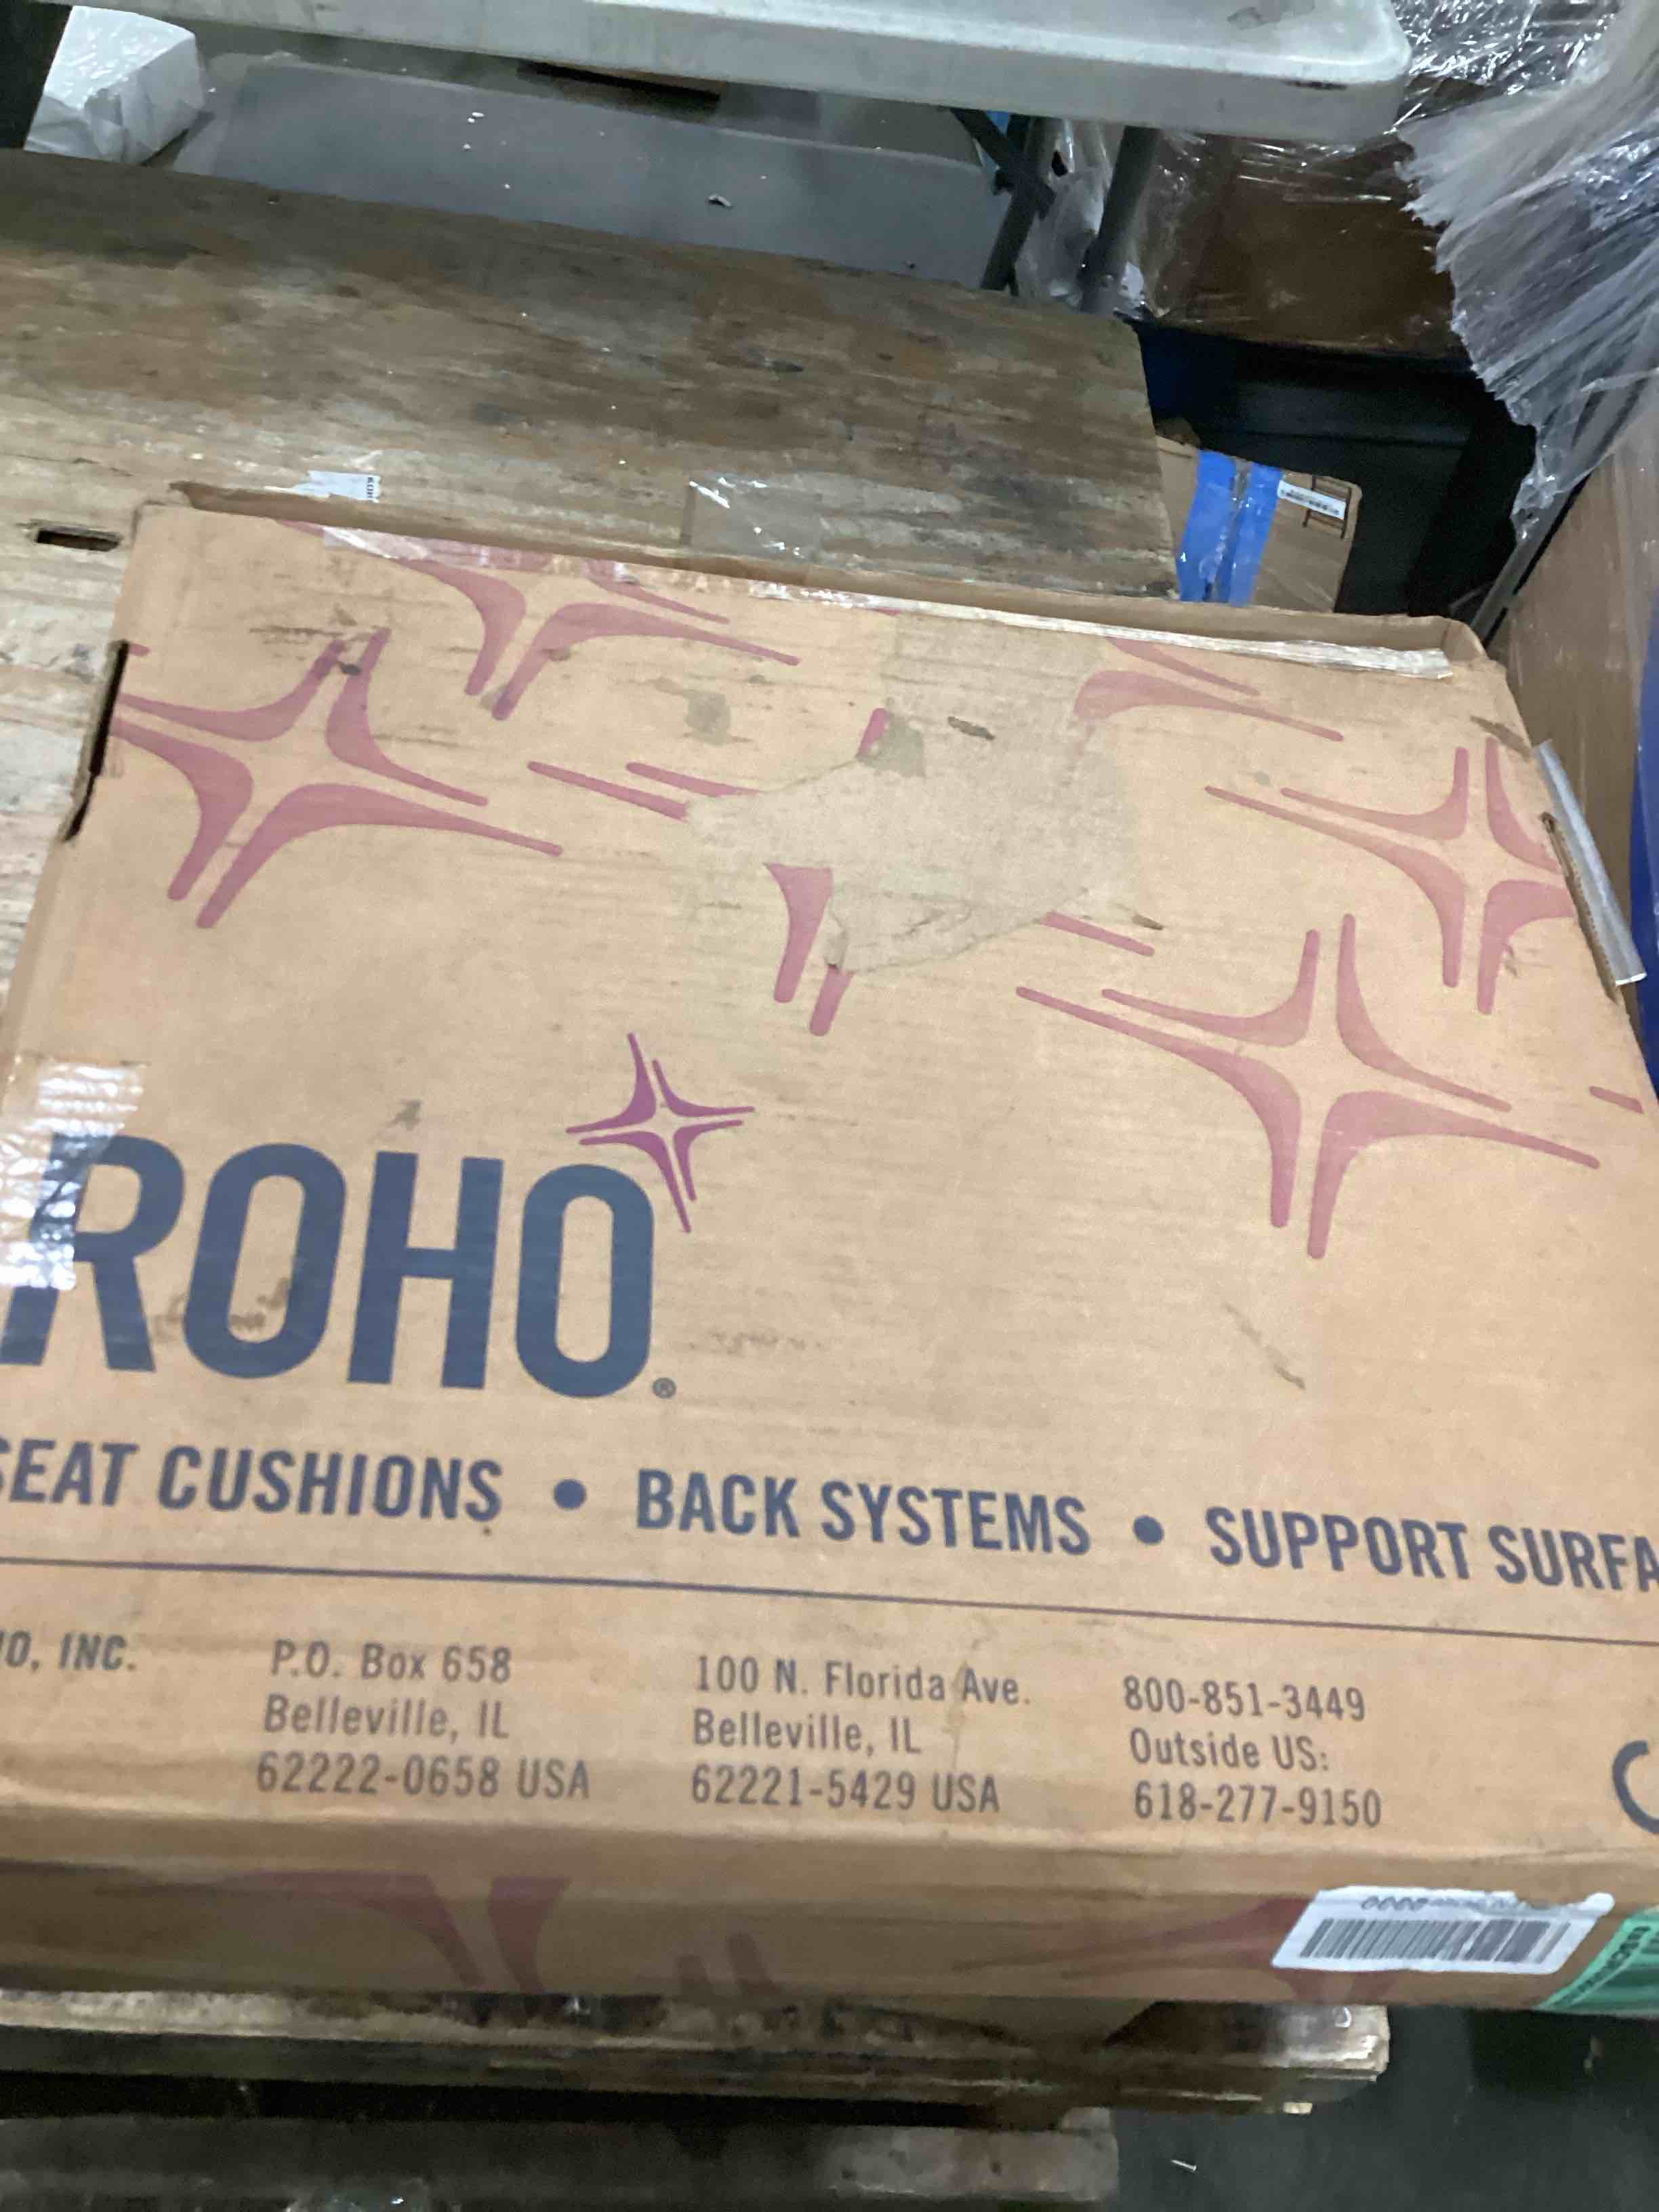 ROHO®
SEAT CUSHIONS • BACK SYSTEMS • SUPPORT SURFA
O, INC.
P.O. Box 658
Belleville, IL
62222-0658 USA
100 N. Florida Ave.
Belleville, IL
62221-5429 USA
800-851-3449
Outside US:
618-277-9150